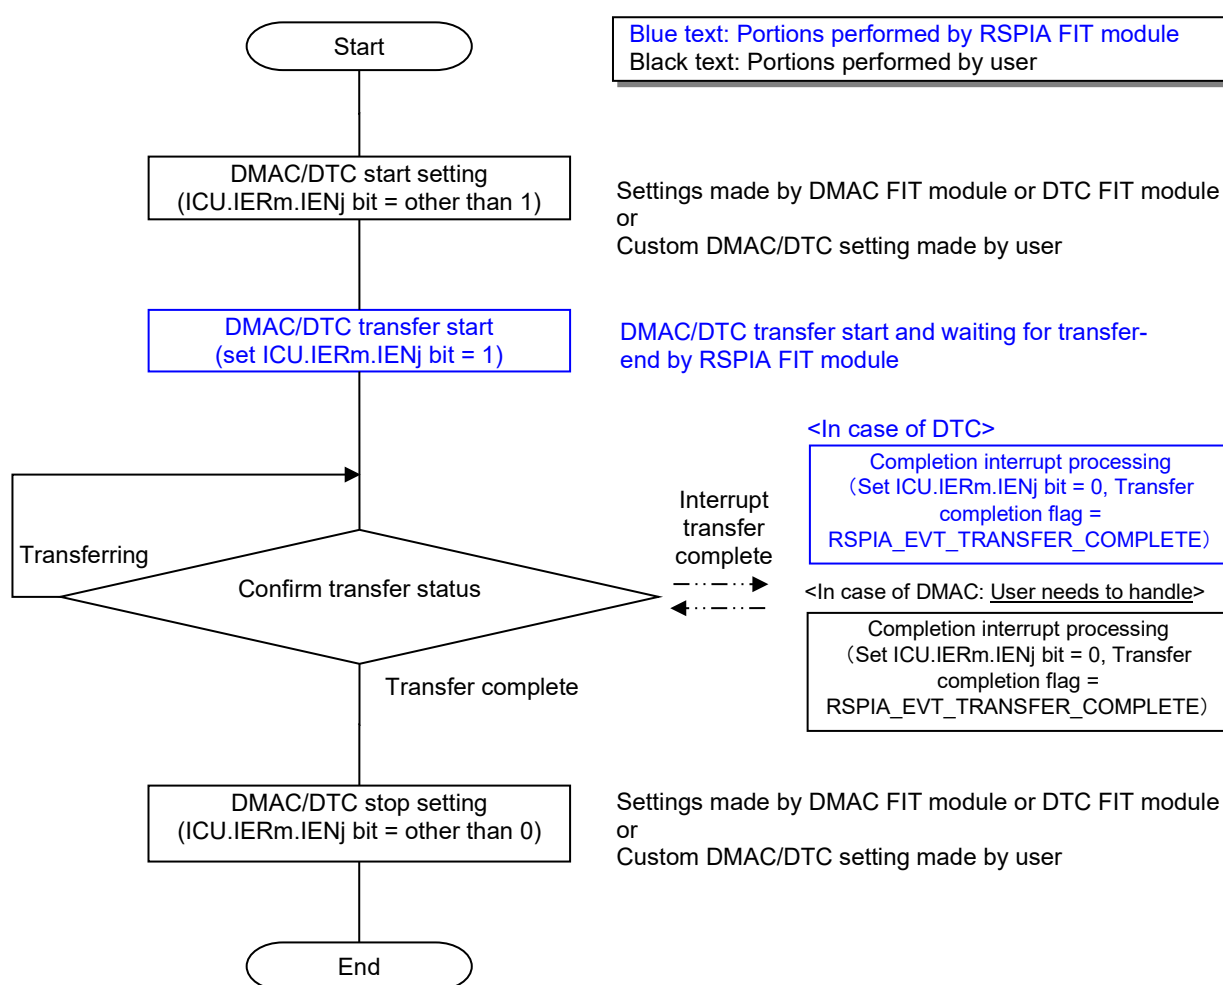 Start
Blue text: Portions performed by RSPIA FIT module
Black text: Portions performed by user
DMAC/DTC start setting
(ICU.IERm.IENj bit = other than 1)
Settings made by DMAC FIT module or DTC FIT module
or
Custom DMAC/DTC setting made by user
DMAC/DTC transfer start
(set ICU.IERm.IENj bit = 1)
DMAC/DTC transfer start and waiting for transfer-
end by RSPIA FIT module
<In case of DTC>
Completion interrupt processing
（Set ICU.IERm.IENj bit = 0, Transfer
completion flag =
RSPIA_EVT_TRANSFER_COMPLETE）
Interrupt
transfer
complete
Transferring
Confirm transfer status
<In case of DMAC: User needs to handle>
Completion interrupt processing
（Set ICU.IERm.IENj bit = 0, Transfer
completion flag =
RSPIA_EVT_TRANSFER_COMPLETE）
Transfer complete
DMAC/DTC stop setting
(ICU.IERm.IENj bit = other than 0)
Settings made by DMAC FIT module or DTC FIT module
or
Custom DMAC/DTC setting made by user
End